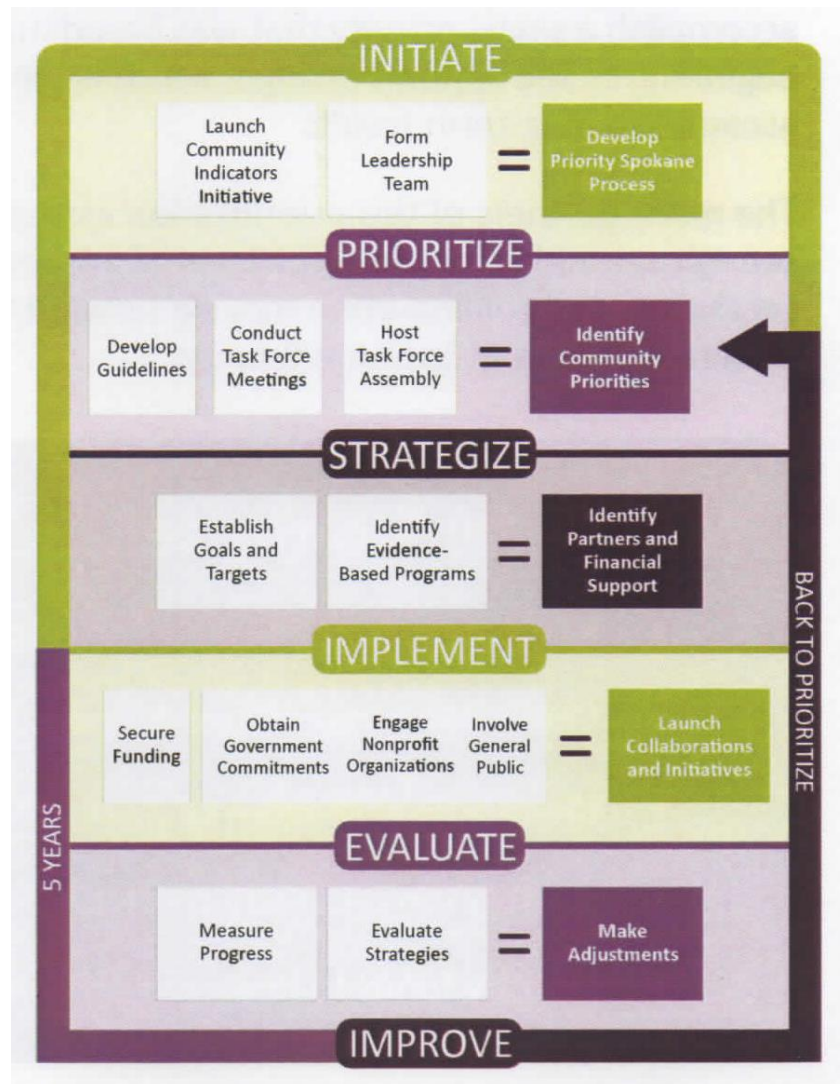 INITIATE
Launch
Community
Indicators
Initiative
Form
Leadership
Team
=
Develop
Priority Spokane
Process
PRIORITIZE
Develop
Guidelines
Conduct
Task Force
Meetings
Host
Task Force
Assembly
=
Identify
Community
Priorities
STRATEGIZE
Establish
Goals and
Targets
Identify
Evidence-
Based Programs
=
Identify
Partners and
Financial
Support
BACK TO PRIORITIZE
IMPLEMENT
Secure
Funding
Obtain
Government
Commitments
Engage
Nonprofit
Organizations
Involve
General
Public
=
Launch
Collaborations
and Initiatives
5 YEARS
EVALUATE
Measure
Progress
Evaluate
Strategies
=
Make
Adjustments
IMPROVE